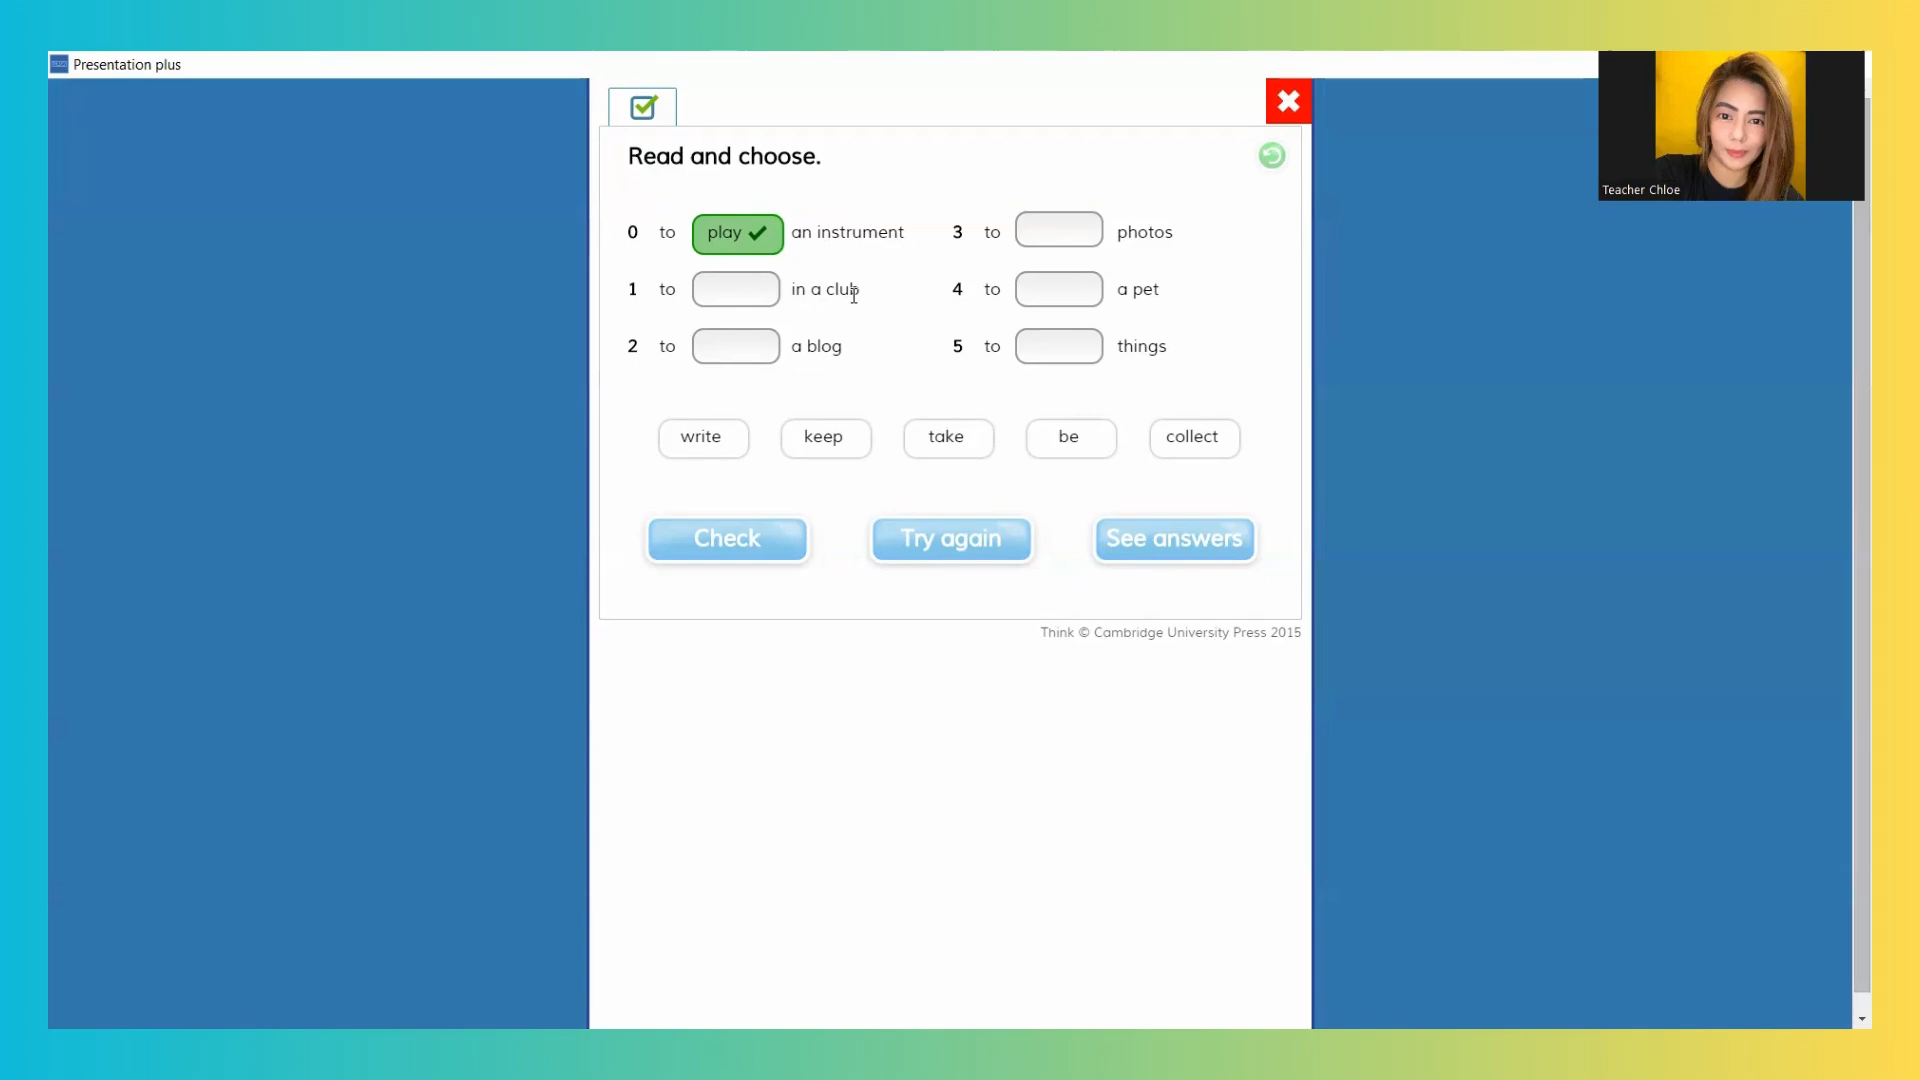 Presentation plus
Teacher Chloe
Read and choose.
0 to play an instrument
1 to in a club
2 to a blog
3 to photos
4 to a pet
5 to things
write keep take be collect
Check Try again See answers
Think © Cambridge University Press 2015